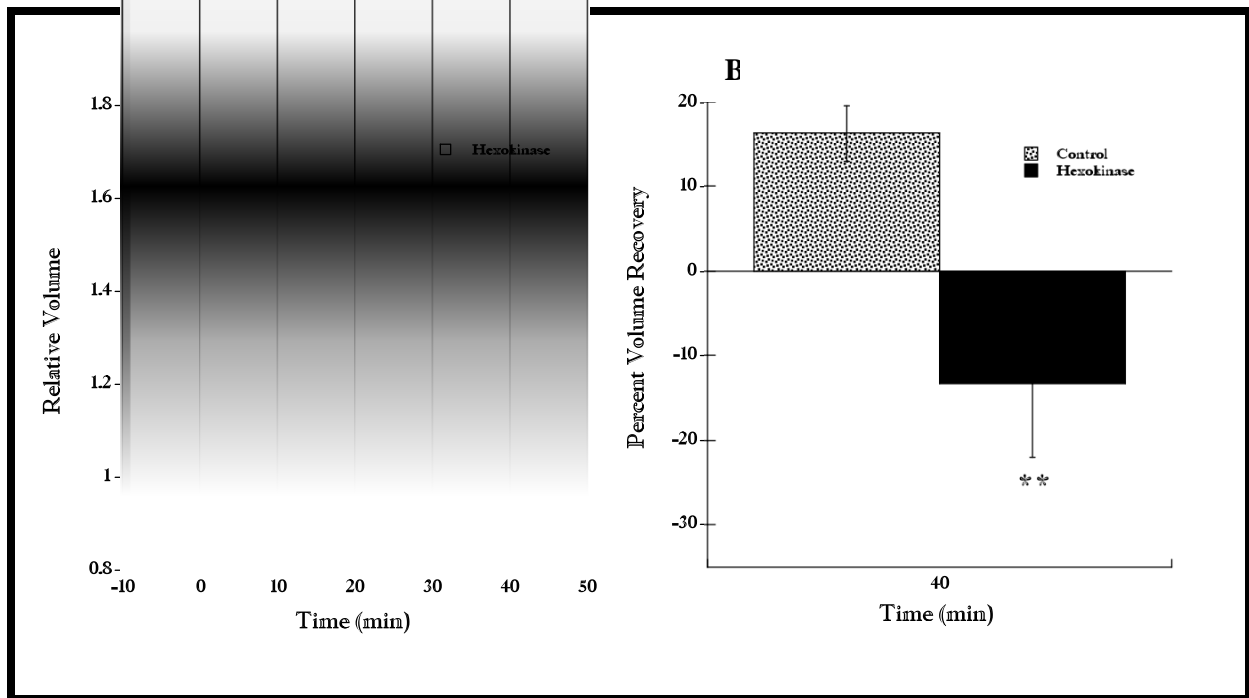 1.8
1.6
1.4
1.2
1
0.8
-10 0 10 20 30 40 50
Relative Volume
Time (min)
Hexokinase
B
20
10
0
-10
-20
-30
Percent Volume Recovery
Control
Hexokinase
**
40
Time (min)